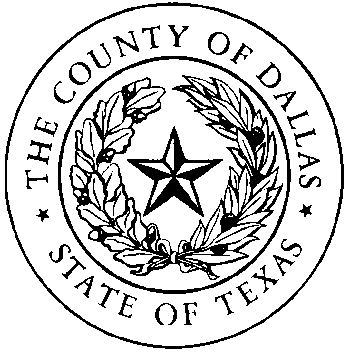 THE COUNTY OF DALLAS
STATE OF TEXAS